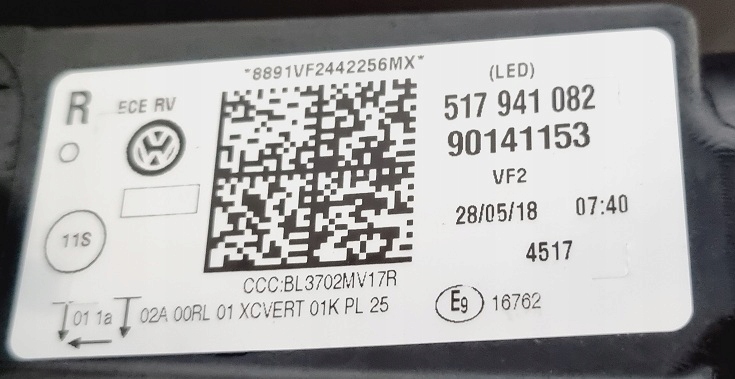 *8891VF2442256MX*
R
ECE RV
(LED)
517 941 082
90141153
VF2
28/05/18 07:40
4517
11S
CCC:BL3702MV17R
01 1a 02A 00RL 01 XCVERT 01K PL 25
E9 16762